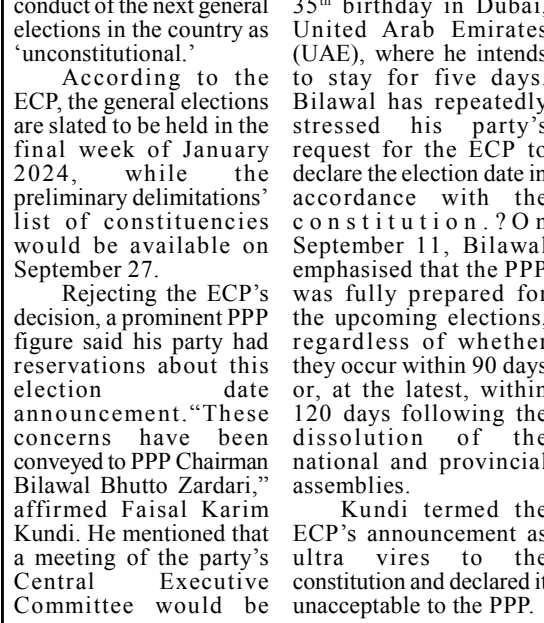 conduct of the next general
elections in the country as
'unconstitutional.'
According to the
ECP, the general elections
are slated to be held in the
final week of January
2024, while the
preliminary delimitations'
list of constituencies
would be available on
September 27.
Rejecting the ECP's
decision, a prominent PPP
figure said his party had
reservations about this
election date
announcement."These
concerns have been
conveyed to PPP Chairman
Bilawal Bhutto Zardari,"
affirmed Faisal Karim
Kundi. He mentioned that
a meeting of the party's
Central Executive
Committee would be
35th birthday in Dubai,
United Arab Emirates
(UAE), where he intends
to stay for five days.
Bilawal has repeatedly
stressed his party's
request for the ECP to
declare the election date in
accordance with the
constitution.?On
September 11, Bilawal
emphasised that the PPP
was fully prepared for
the upcoming elections,
regardless of whether
they occur within 90 days
or, at the latest, within
120 days following the
dissolution of the
national and provincial
assemblies.
Kundi termed the
ECP's announcement as
ultra vires to the
constitution and declared it
unacceptable to the PPP.